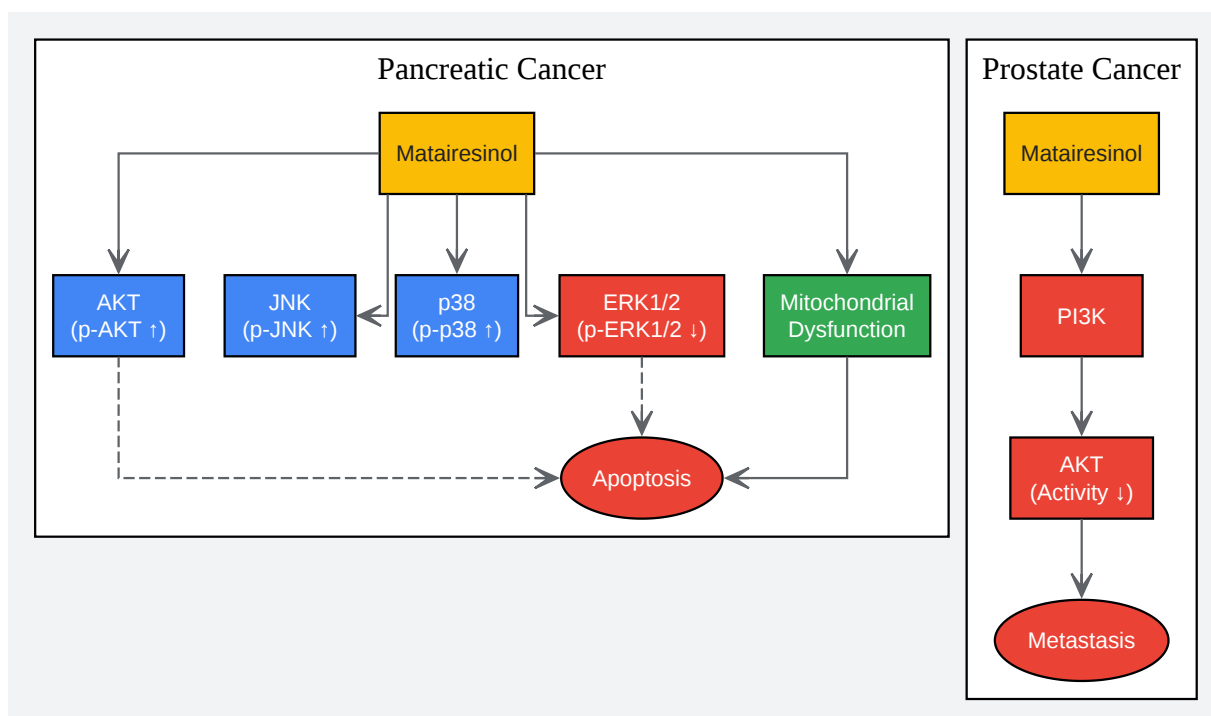 Pancreatic Cancer
Matairesinol
AKT
(p-AKT ↑)
JNK
(p-JNK ↑)
p38
(p-p38 ↑)
ERK1/2
(p-ERK1/2 ↓)
Mitochondrial
Dysfunction
Apoptosis
Prostate Cancer
Matairesinol
PI3K
AKT
(Activity ↓)
Metastasis